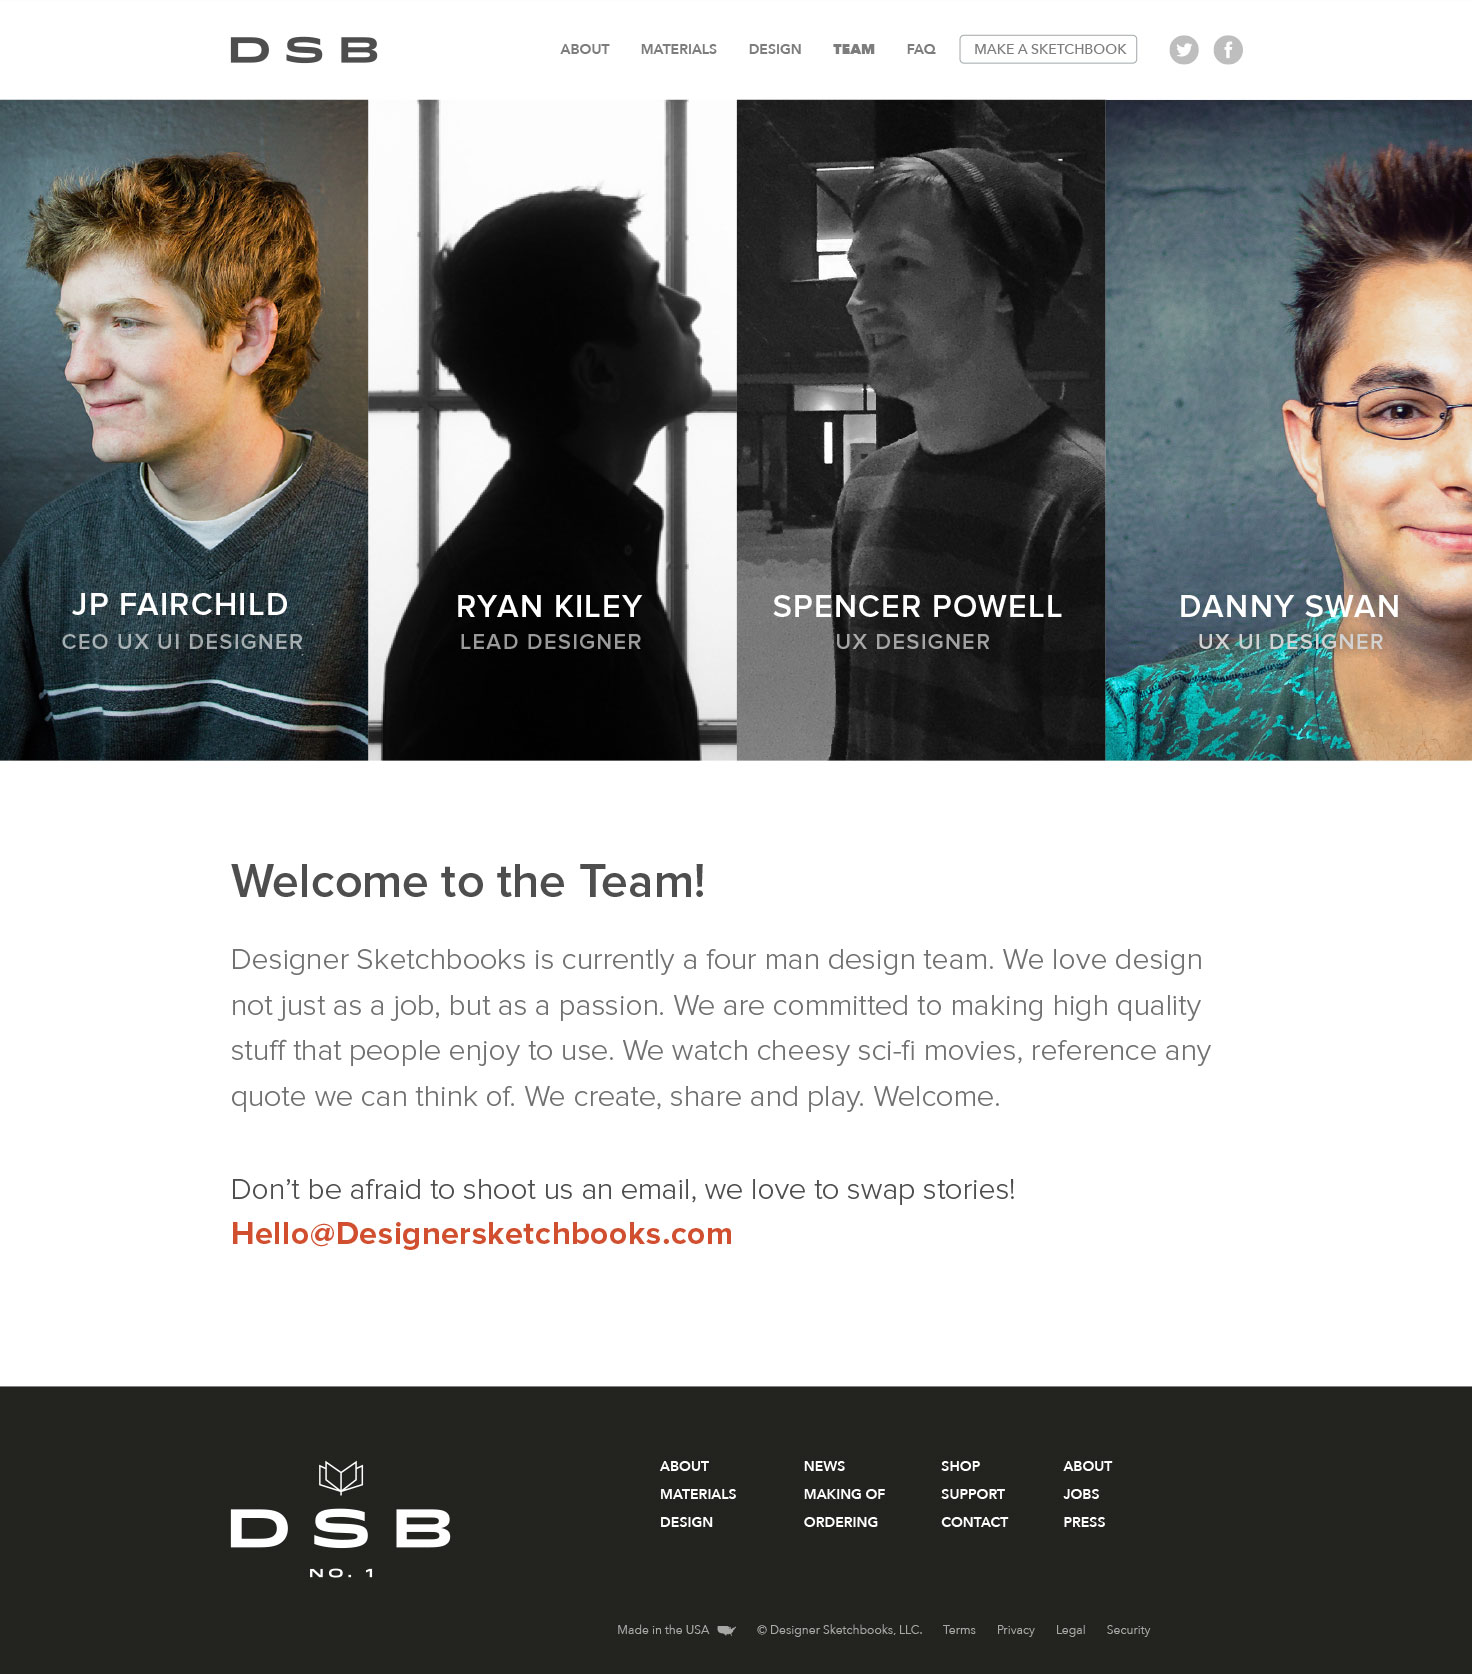 DSB
ABOUT MATERIALS DESIGN TEAM FAQ MAKE A SKETCHBOOK
JP FAIRCHILD
CEO UX UI DESIGNER
RYAN KILEY
LEAD DESIGNER
SPENCER POWELL
UX DESIGNER
DANNY SWAN
UX UI DESIGNER
Welcome to the Team!
Designer Sketchbooks is currently a four man design team. We love design
not just as a job, but as a passion. We are committed to making high quality
stuff that people enjoy to use. We watch cheesy sci-fi movies, reference any
quote we can think of. We create, share and play. Welcome.
Don’t be afraid to shoot us an email, we love to swap stories!
Hello@Designersketchbooks.com
DSB
NO. 1
ABOUT
MATERIALS
DESIGN
NEWS
MAKING OF
ORDERING
SHOP
SUPPORT
CONTACT
ABOUT
JOBS
PRESS
Made in the USA © Designer Sketchbooks, LLC. Terms Privacy Legal Security